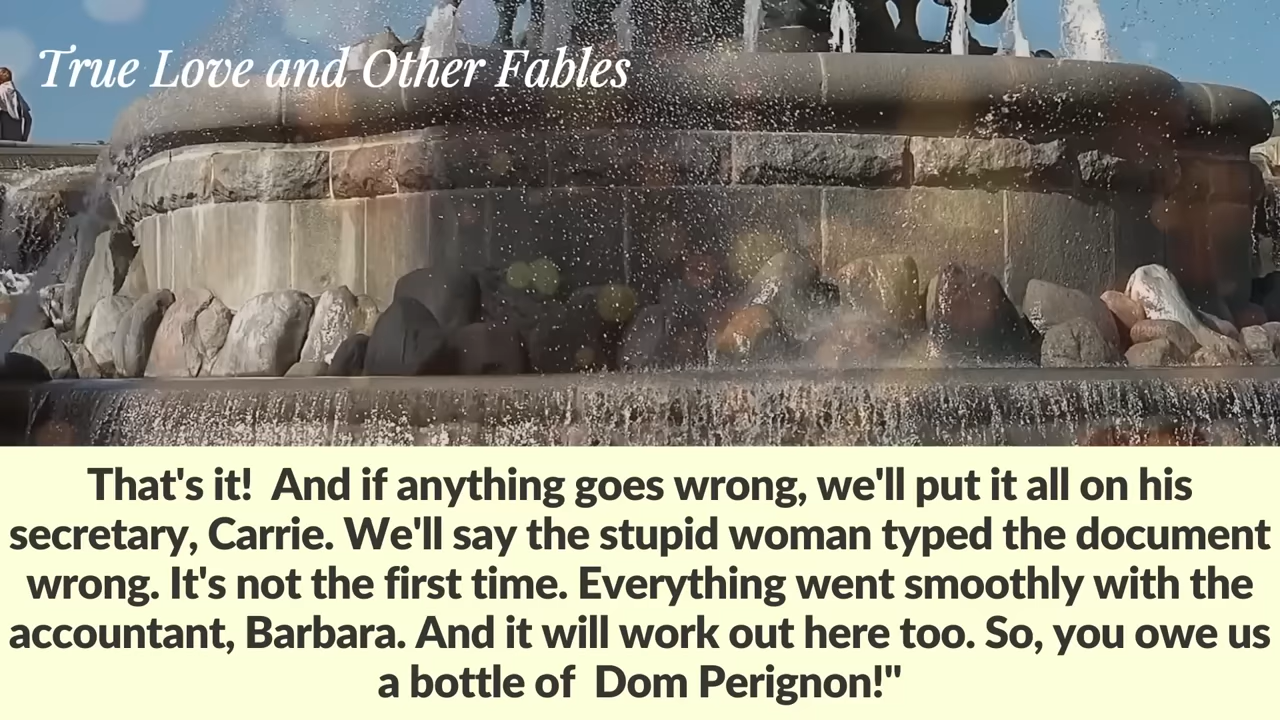 True Love and Other Fables
That's it!  And if anything goes wrong, we'll put it all on his
secretary, Carrie. We'll say the stupid woman typed the document
wrong. It's not the first time. Everything went smoothly with the
accountant, Barbara. And it will work out here too. So, you owe us
a bottle of  Dom Perignon!"